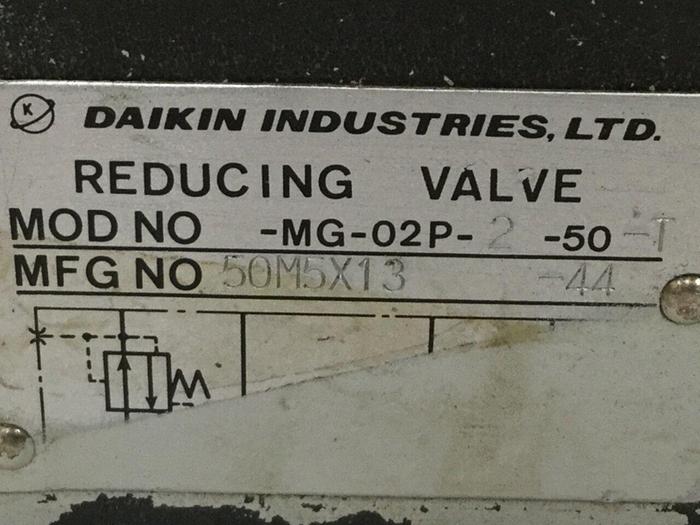 K DAIKIN INDUSTRIES, LTD.
REDUCING VALVE
MOD NO -MG-02P-2-50-T
MFG NO 50M5X13 -44